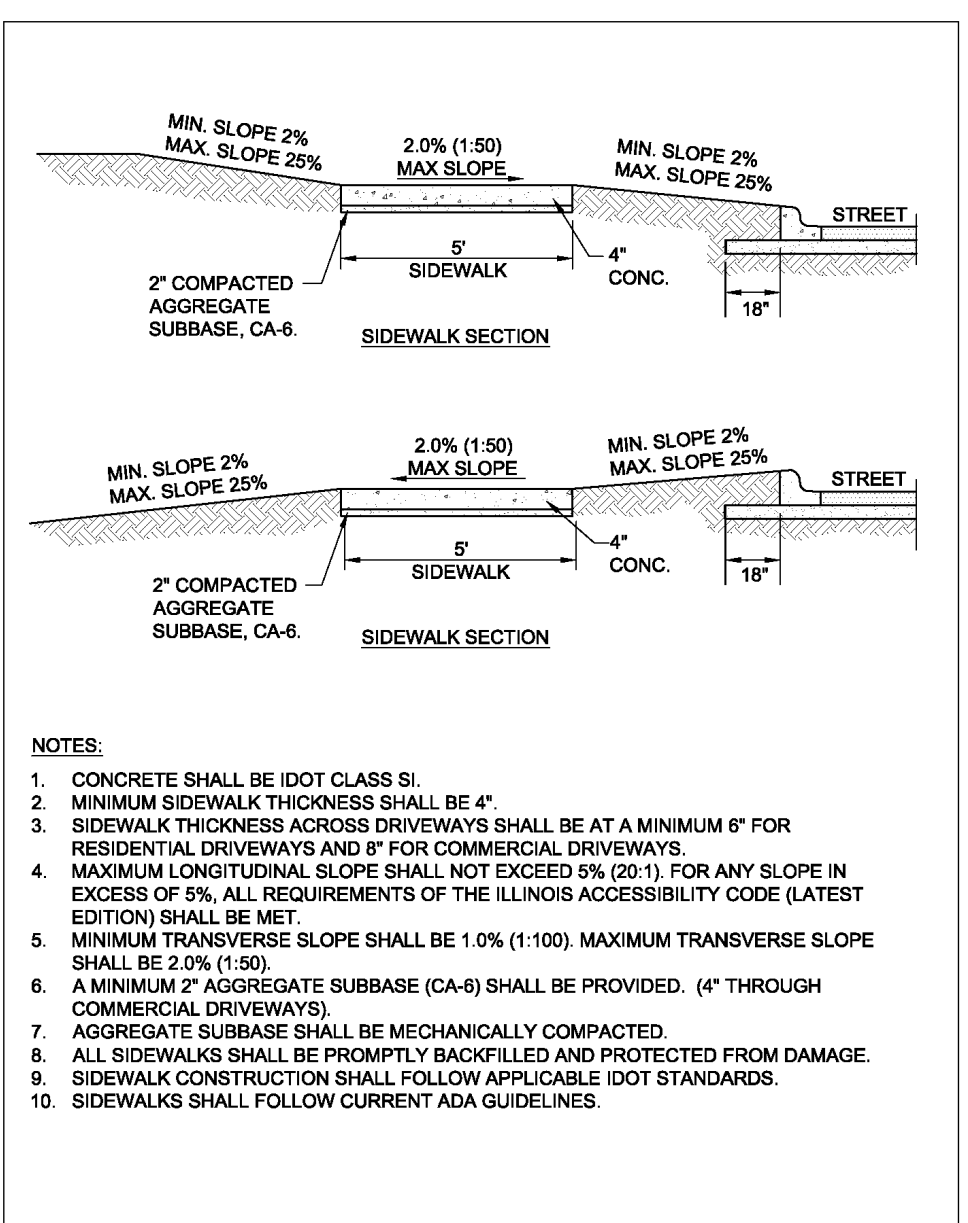 MIN. SLOPE 2%
MAX. SLOPE 25%
2.0% (1:50)
MAX SLOPE
MIN. SLOPE 2%
MAX. SLOPE 25%
STREET
5'
SIDEWALK
4"
CONC.
2" COMPACTED
AGGREGATE
SUBBASE, CA-6.
18"
SIDEWALK SECTION
MIN. SLOPE 2%
MAX. SLOPE 25%
2.0% (1:50)
MAX SLOPE
MIN. SLOPE 2%
MAX. SLOPE 25%
STREET
5'
SIDEWALK
4"
CONC.
2" COMPACTED
AGGREGATE
SUBBASE, CA-6.
18"
SIDEWALK SECTION
NOTES:
1. CONCRETE SHALL BE IDOT CLASS SI.
2. MINIMUM SIDEWALK THICKNESS SHALL BE 4".
3. SIDEWALK THICKNESS ACROSS DRIVEWAYS SHALL BE AT A MINIMUM 6" FOR
RESIDENTIAL DRIVEWAYS AND 8" FOR COMMERCIAL DRIVEWAYS.
4. MAXIMUM LONGITUDINAL SLOPE SHALL NOT EXCEED 5% (20:1). FOR ANY SLOPE IN
EXCESS OF 5%, ALL REQUIREMENTS OF THE ILLINOIS ACCESSIBILITY CODE (LATEST
EDITION) SHALL BE MET.
5. MINIMUM TRANSVERSE SLOPE SHALL BE 1.0% (1:100). MAXIMUM TRANSVERSE SLOPE
SHALL BE 2.0% (1:50).
6. A MINIMUM 2" AGGREGATE SUBBASE (CA-6) SHALL BE PROVIDED. (4" THROUGH
COMMERCIAL DRIVEWAYS).
7. AGGREGATE SUBBASE SHALL BE MECHANICALLY COMPACTED.
8. ALL SIDEWALKS SHALL BE PROMPTLY BACKFILLED AND PROTECTED FROM DAMAGE.
9. SIDEWALK CONSTRUCTION SHALL FOLLOW APPLICABLE IDOT STANDARDS.
10. SIDEWALKS SHALL FOLLOW CURRENT ADA GUIDELINES.